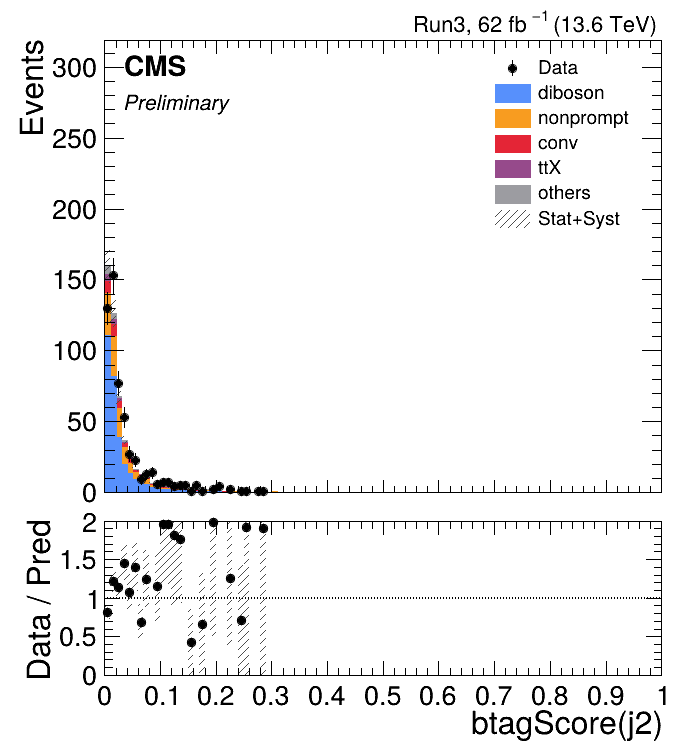 Run3, 62 fb⁻¹ (13.6 TeV)
CMS
Preliminary
Events
300
250
200
150
100
50
0
Data
diboson
nonprompt
conv
ttX
others
Stat+Syst
Data / Pred
2
1.5
1
0.5
0
0 0.1 0.2 0.3 0.4 0.5 0.6 0.7 0.8 0.9 1
btagScore(j2)